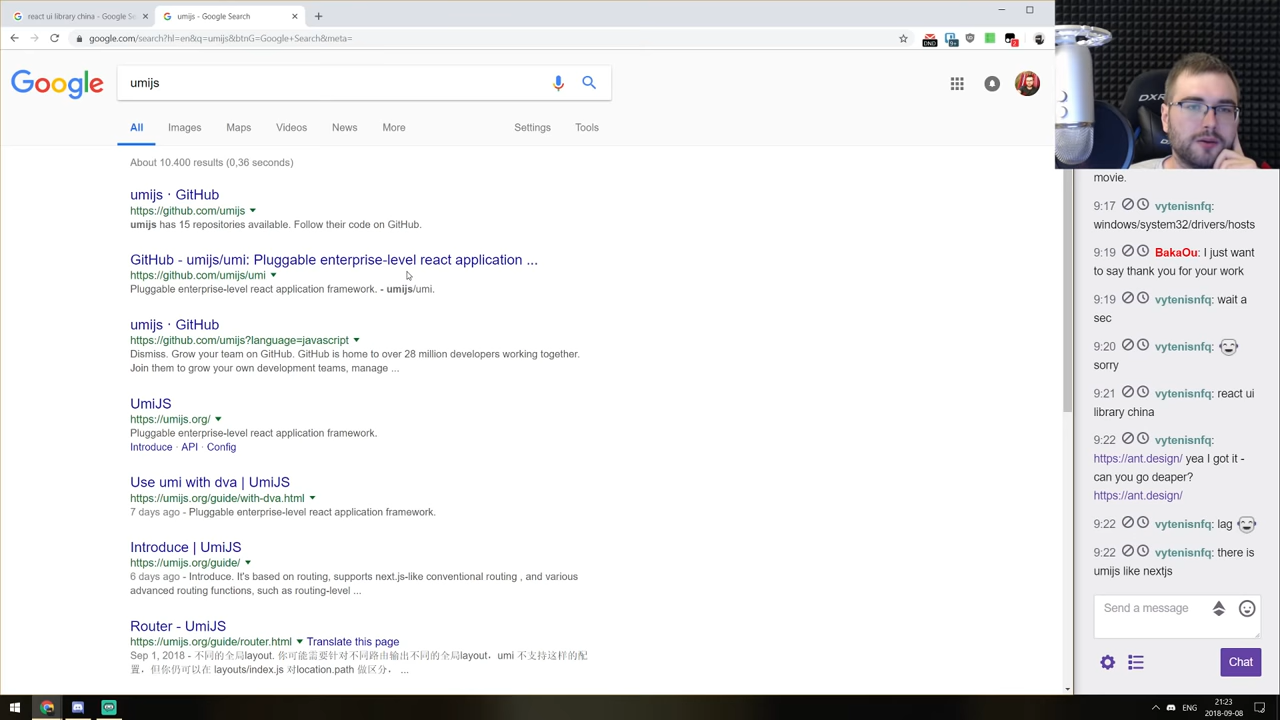 react ui library china - Google Se
umijs - Google Search
google.com/search?hl=en&q=umijs&btnG=Google+Search&meta=
Google
umijs
All
Images
Maps
Videos
News
More
Settings
Tools
About 10.400 results (0,36 seconds)
umijs · GitHub
https://github.com/umijs
umijs has 15 repositories available. Follow their code on GitHub.
GitHub - umijs/umi: Pluggable enterprise-level react application ...
https://github.com/umijs/umi
Pluggable enterprise-level react application framework. - umijs/umi.
umijs · GitHub
https://github.com/umijs?language=javascript
Dismiss. Grow your team on GitHub. GitHub is home to over 28 million developers working together.
Join them to grow your own development teams, manage ...
UmiJS
https://umijs.org/
Pluggable enterprise-level react application framework.
Introduce · API · Config
Use umi with dva | UmiJS
https://umijs.org/guide/with-dva.html
7 days ago - Pluggable enterprise-level react application framework.
Introduce | UmiJS
https://umijs.org/guide/
6 days ago - Introduce. It's based on routing, supports next.js-like conventional routing , and various
advanced routing functions, such as routing-level ...
Router - UmiJS
https://umijs.org/guide/router.html Translate this page
Sep 1, 2018 - 不同的全局layout. 你可能需要针对不同路由输出不同的全局layout，umi 不支持这样的配
置，但你仍可以在 layouts/index.js 对location.path 做区分， ...
DXR
movie.
9:17 vytenisnfq:
windows/system32/drivers/hosts
9:19 BakaOu: I just want
to say thank you for your work
9:19 vytenisnfq: wait a
sec
9:20 vytenisnfq:
sorry
9:21 vytenisnfq: react ui
library china
9:22 vytenisnfq:
https://ant.design/ yea I got it -
can you go deaper?
https://ant.design/
9:22 vytenisnfq: lag
9:22 vytenisnfq: there is
umijs like nextjs
Send a message
Chat
ENG
21:23
2018-09-08